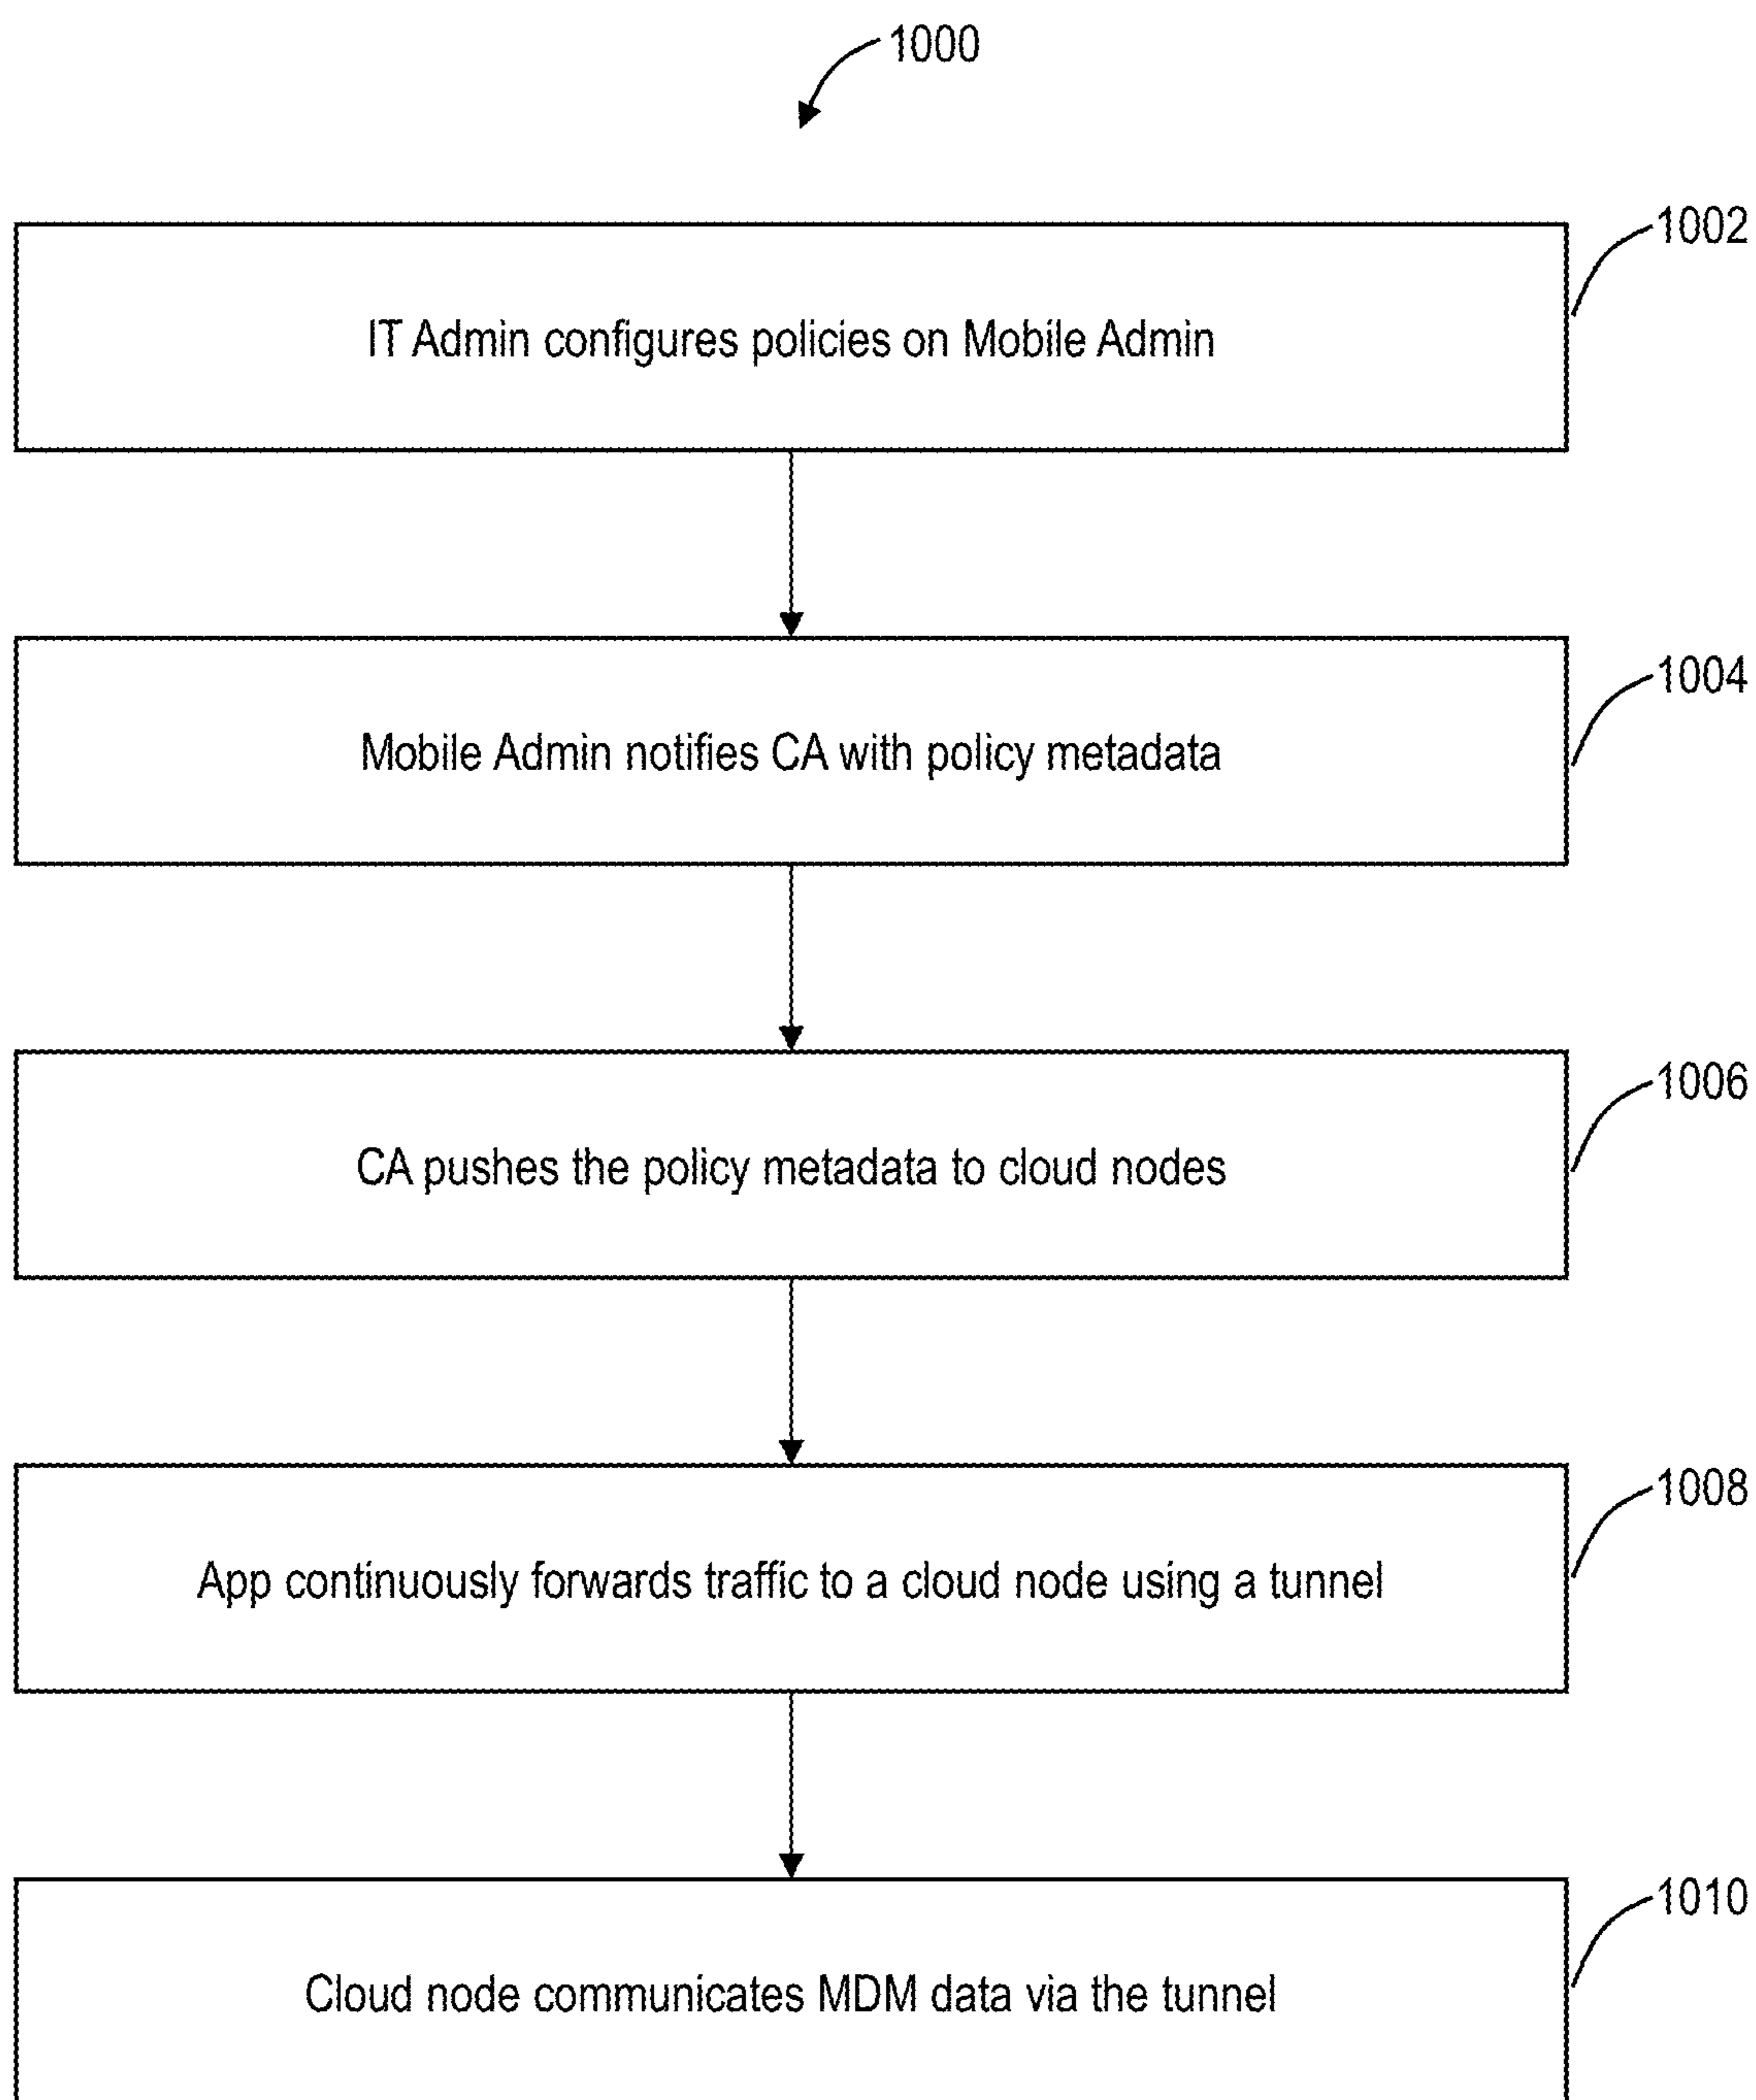 1000
1002
IT Admin configures policies on Mobile Admin
1004
Mobile Admin notifies CA with policy metadata
1006
CA pushes the policy metadata to cloud nodes
1008
App continuously forwards traffic to a cloud node using a tunnel
1010
Cloud node communicates MDM data via the tunnel